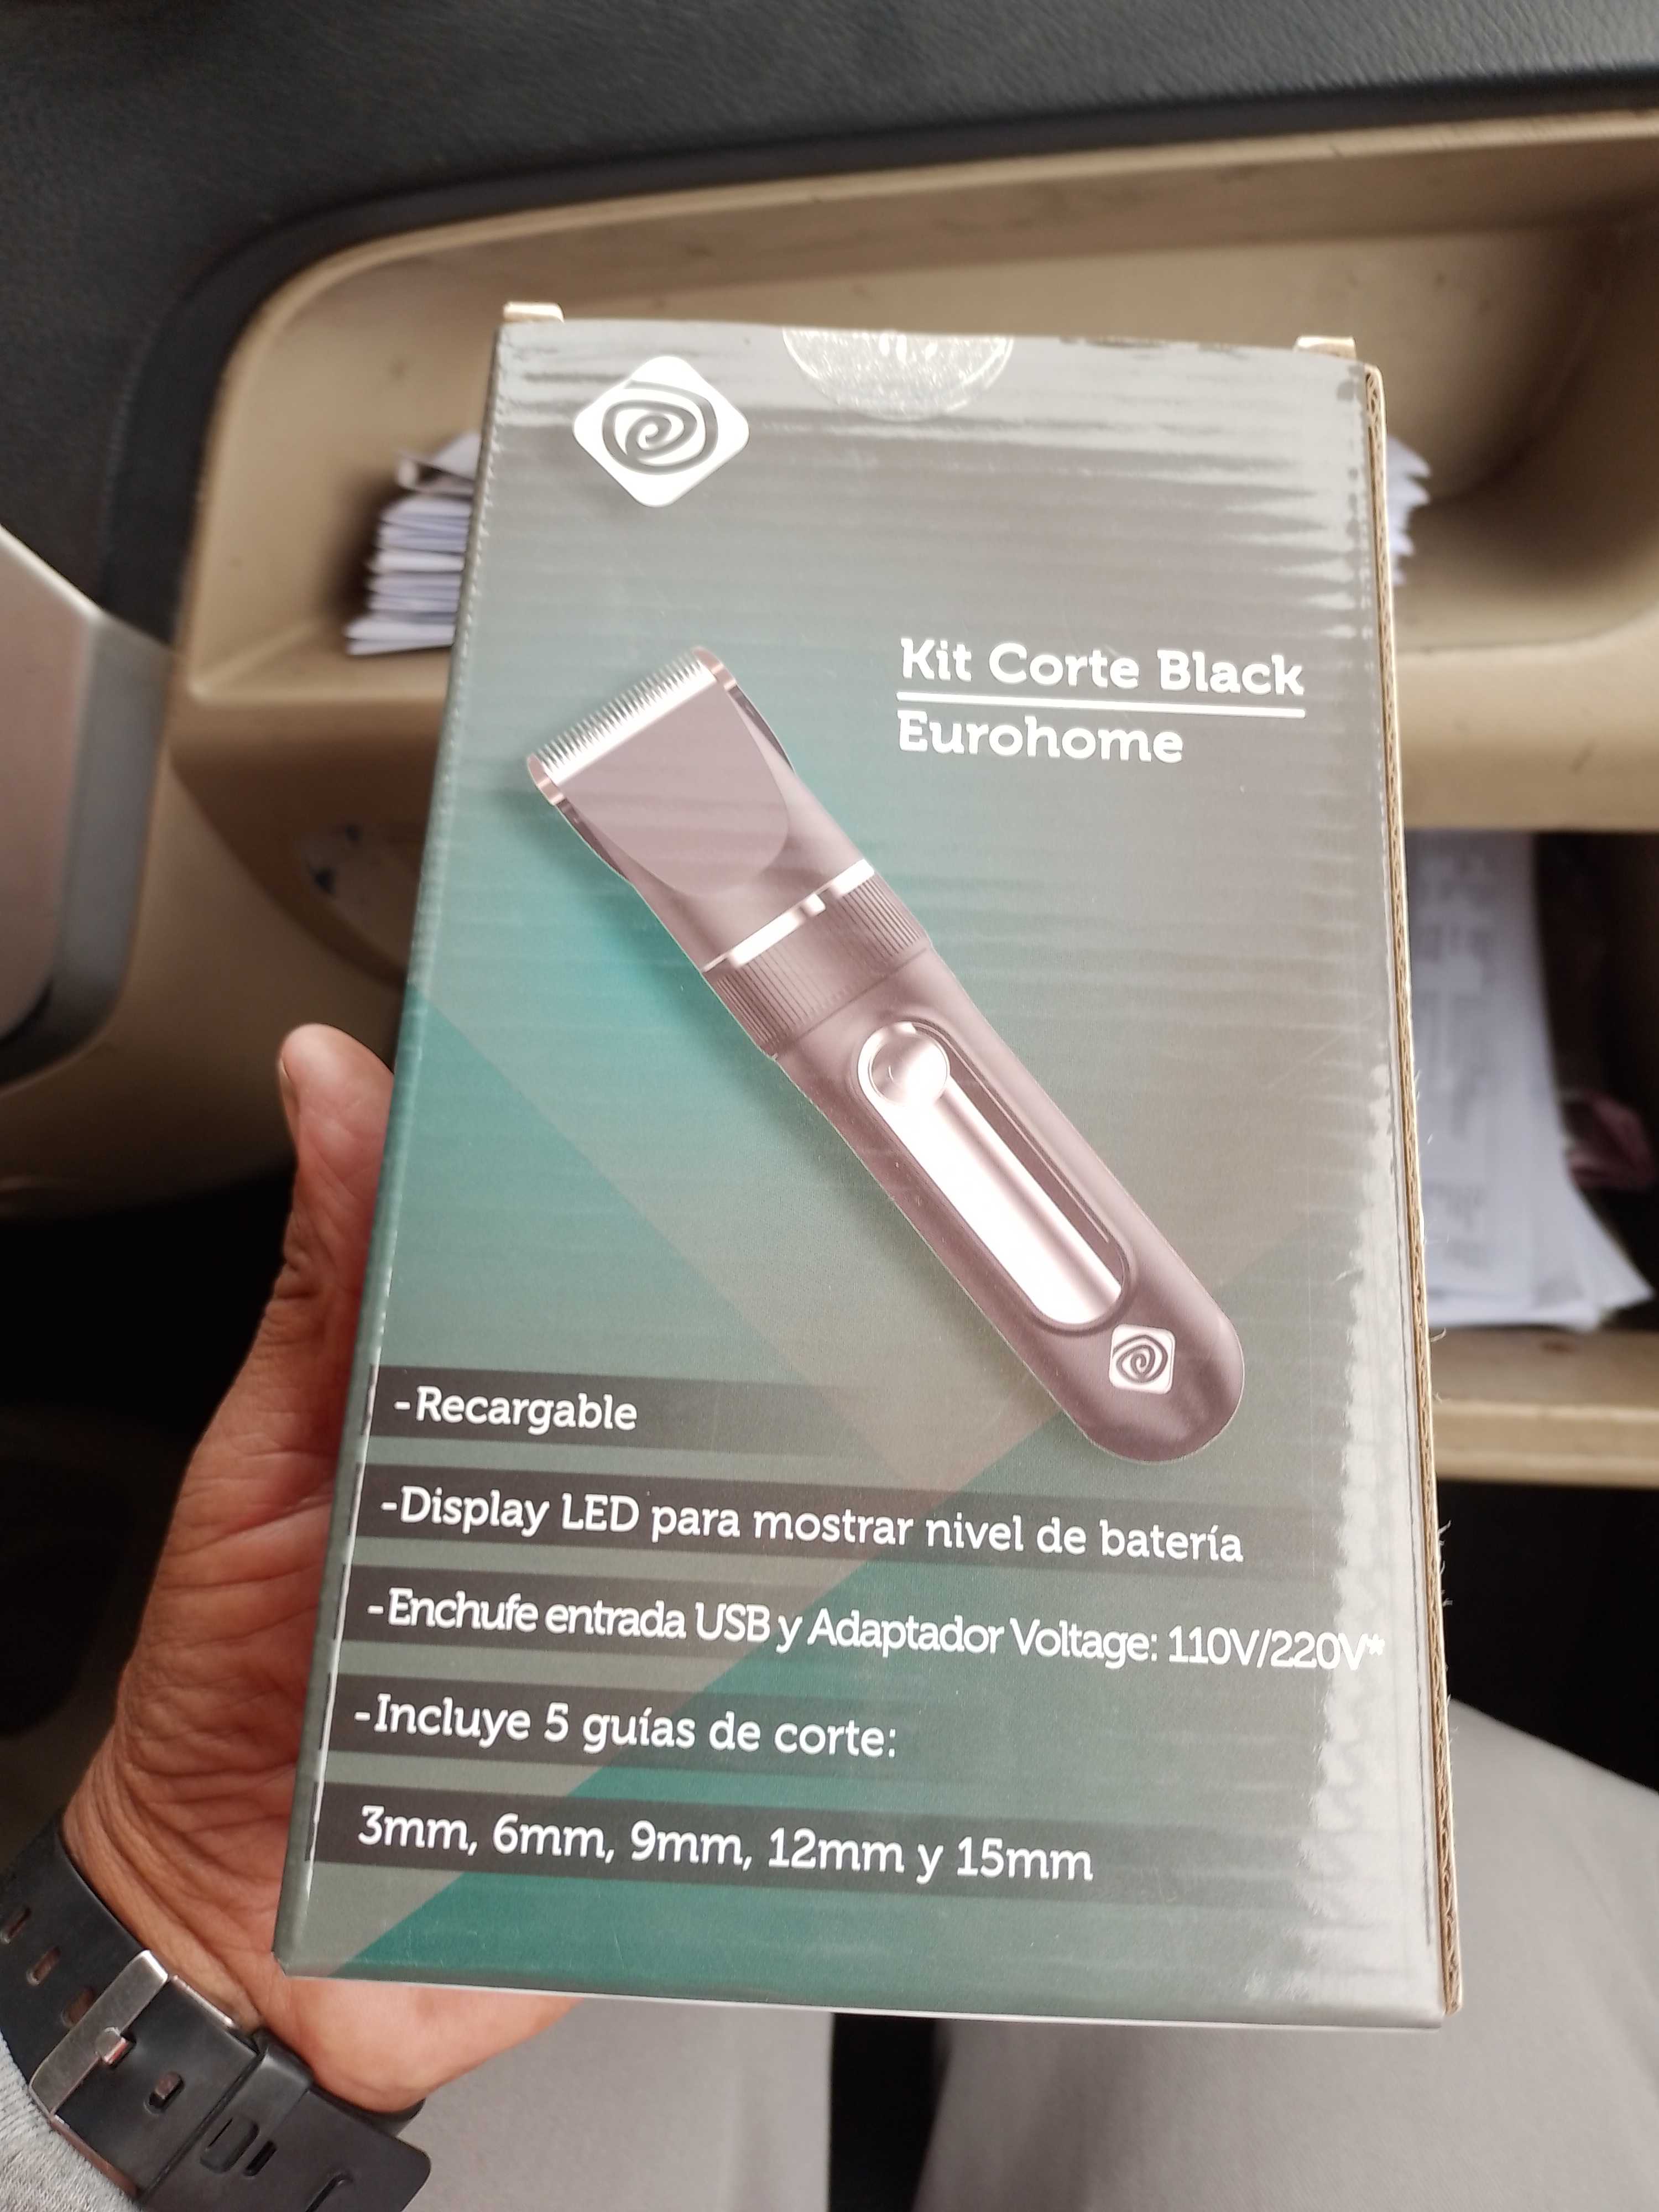 Kit Corte Black
Eurohome
-Recargable
-Display LED para mostrar nivel de batería
-Enchufe entrada USB y Adaptador Voltage: 110V/220V*
-Incluye 5 guías de corte:
3mm, 6mm, 9mm, 12mm y 15mm